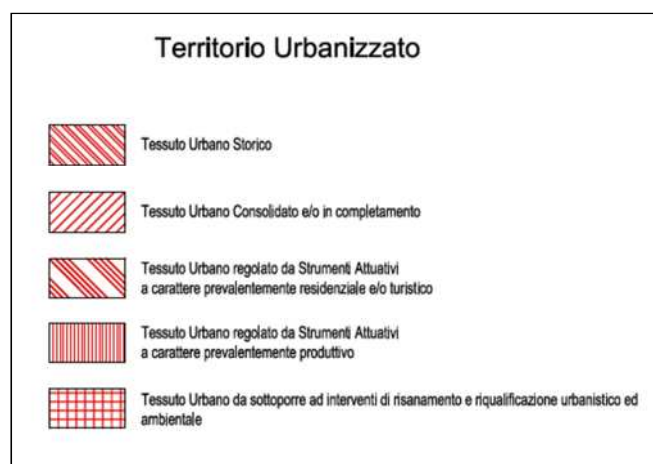 Territorio Urbanizzato
Tessuto Urbano Storico
Tessuto Urbano Consolidato e/o in completamento
Tessuto Urbano regolato da Strumenti Attuativi
a carattere prevalentemente residenziale e/o turistico
Tessuto Urbano regolato da Strumenti Attuativi
a carattere prevalentemente produttivo
Tessuto Urbano da sottoporre ad interventi di risanamento e riqualificazione urbanistico ed
ambientale